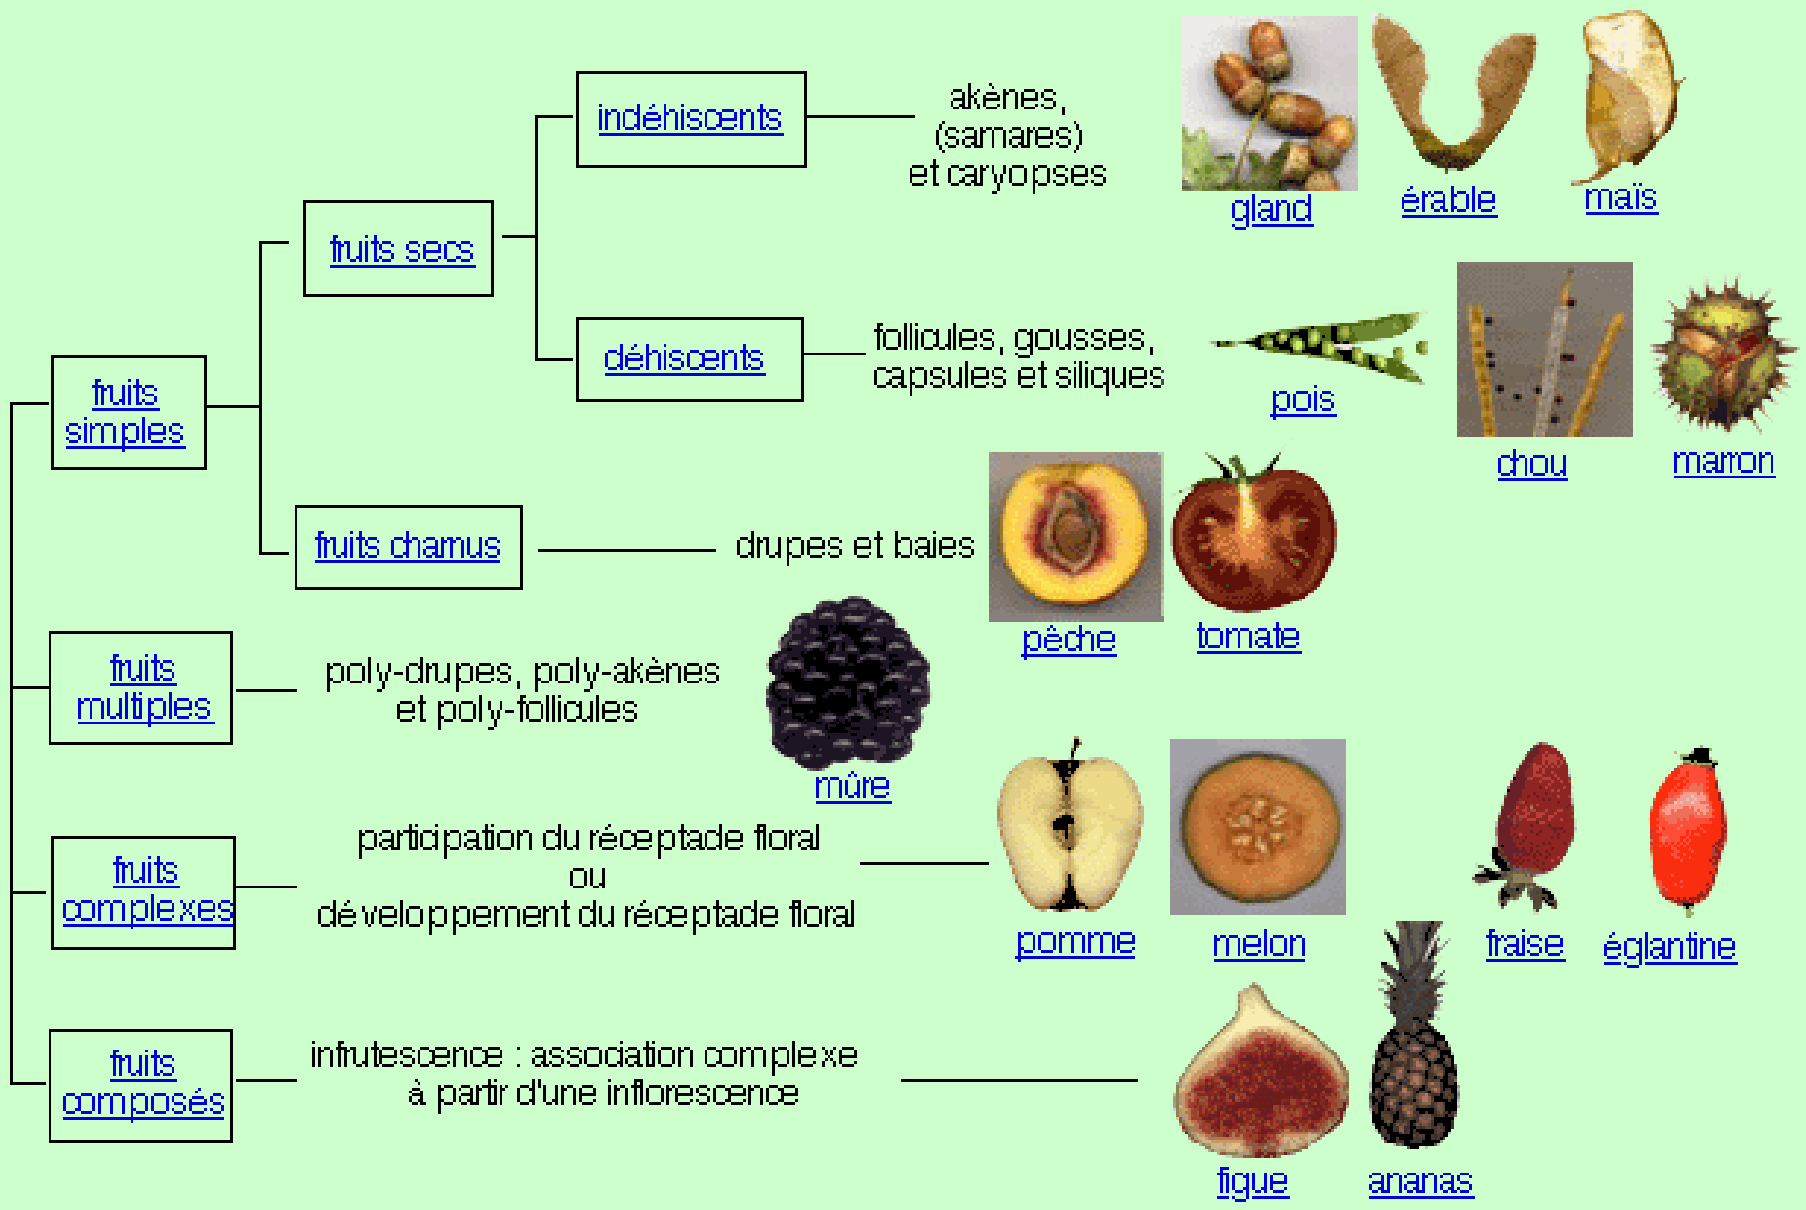 indéhiscents
akènes,
(samares)
et caryopses
gland
érable
maïs
fruits secs
déhiscents
follicules, gousses,
capsules et siliques
pois
chou
marron
fruits
simples
fruits charnus
drupes et baies
pêche
tomate
fruits
multiples
poly-drupes, poly-akènes
et poly-follicules
mûre
fruits
complexes
participation du réceptacle floral
ou
développement du réceptacle floral
pomme
melon
fraise
églantine
fruits
composés
infrutescence : association complexe
à partir d'une inflorescence
figue
ananas